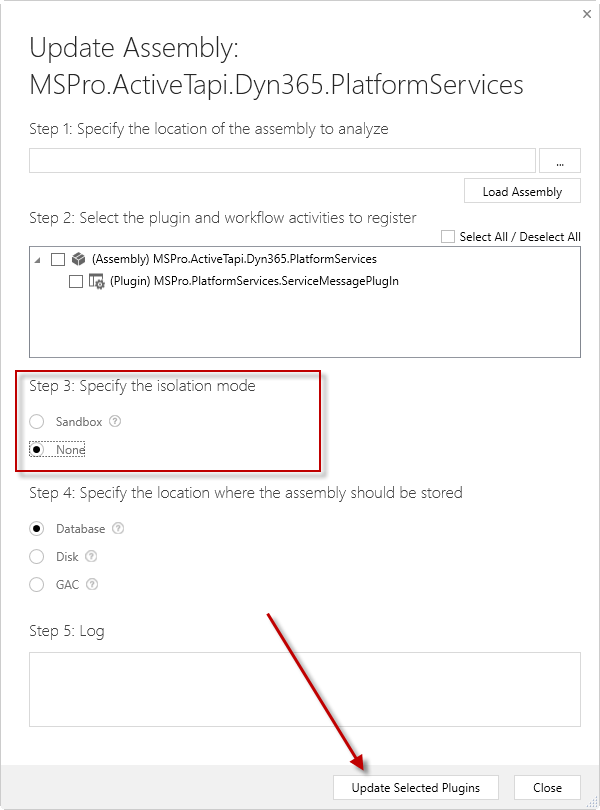 Update Assembly:
MSPro.ActiveTapi.Dyn365.PlatformServices
Step 1: Specify the location of the assembly to analyze
...
Load Assembly
Step 2: Select the plugin and workflow activities to register
Select All / Deselect All
(Assembly) MSPro.ActiveTapi.Dyn365.PlatformServices
(Plugin) MSPro.PlatformServices.ServiceMessagePlugIn
Step 3: Specify the isolation mode
Sandbox ?
None
Step 4: Specify the location where the assembly should be stored
Database ?
Disk ?
GAC ?
Step 5: Log
Update Selected Plugins Close